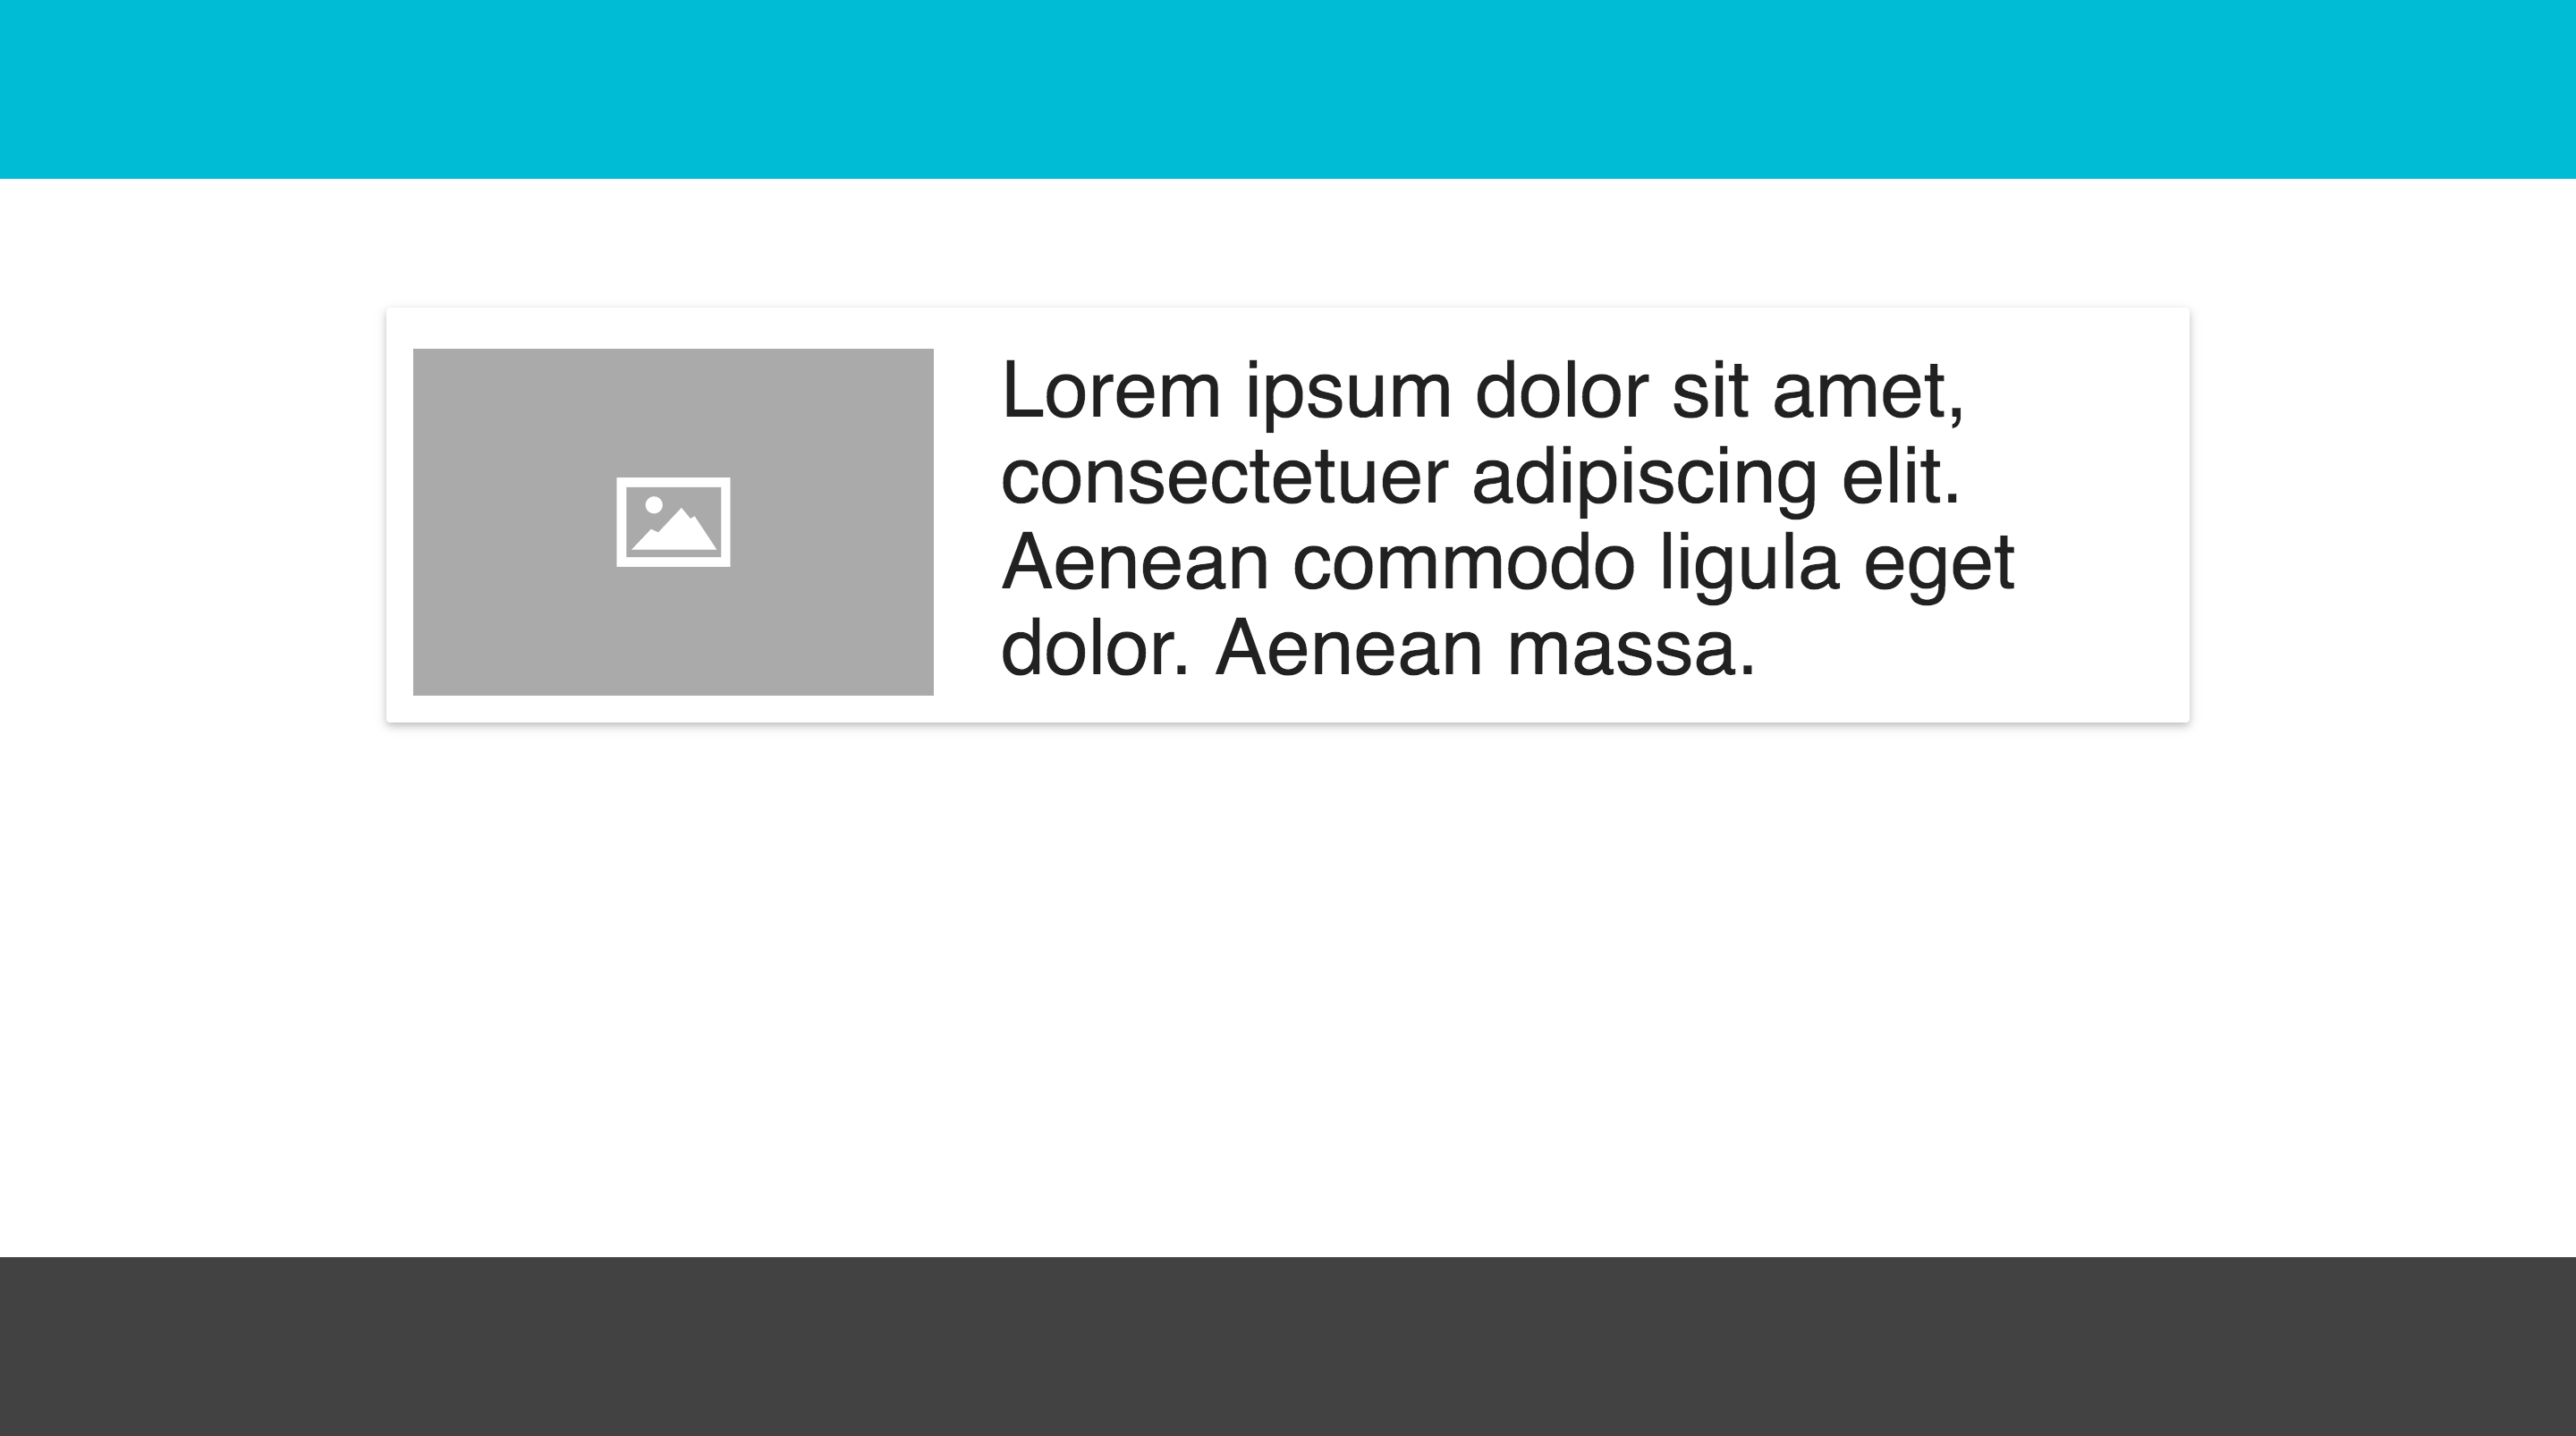 Lorem ipsum dolor sit amet,
consectetuer adipiscing elit.
Aenean commodo ligula eget
dolor. Aenean massa.